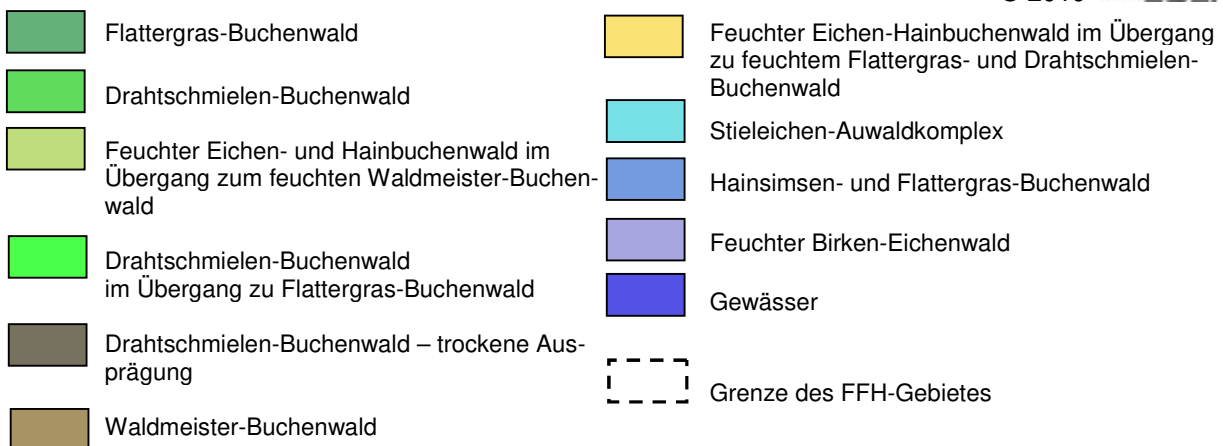 Flattergras-Buchenwald
Drahtschmielen-Buchenwald
Feuchter Eichen- und Hainbuchenwald im
Übergang zum feuchten Waldmeister-Buchen-
wald
Drahtschmielen-Buchenwald
im Übergang zu Flattergras-Buchenwald
Drahtschmielen-Buchenwald – trockene Aus-
prägung
Waldmeister-Buchenwald
Feuchter Eichen-Hainbuchenwald im Übergang
zu feuchtem Flattergras- und Drahtschmielen-
Buchenwald
Stieleichen-Auwaldkomplex
Hainsimsen- und Flattergras-Buchenwald
Feuchter Birken-Eichenwald
Gewässer
Grenze des FFH-Gebietes